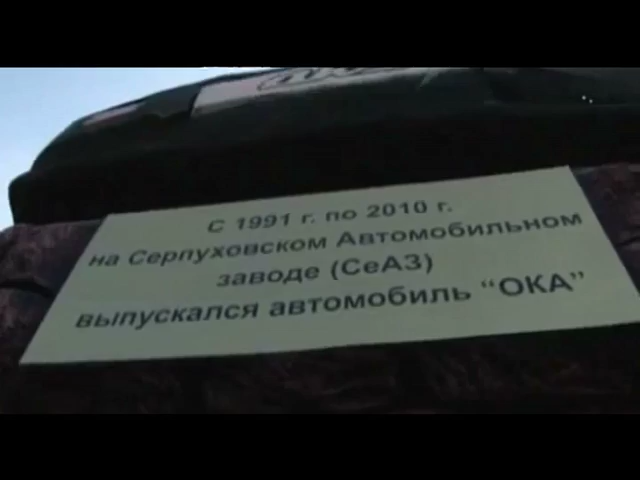 С 1991 г. по 2010 г.
на Серпуховском Автомобильном
заводе (СеАЗ)
выпускался автомобиль “ОКА”